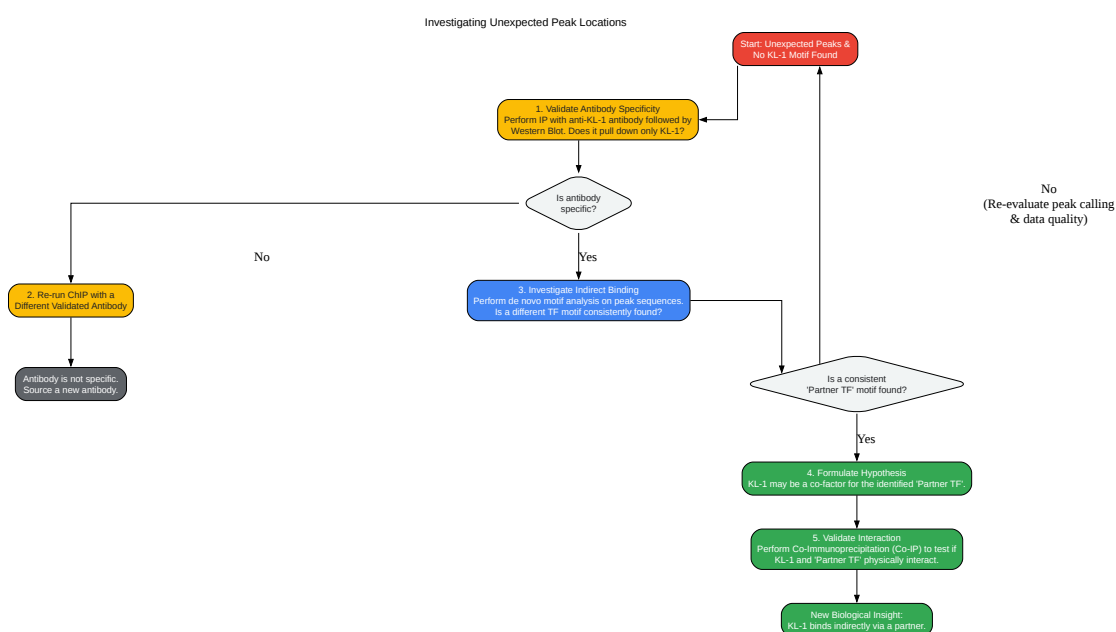 Investigating Unexpected Peak Locations
Start: Unexpected Peaks &
No KL-1 Motif Found
1. Validate Antibody Specificity
Perform IP with anti-KL-1 antibody followed by
Western Blot. Does it pull down only KL-1?
Is antibody
specific?
No
(Re-evaluate peak calling
& data quality)
No
Yes
2. Re-run ChIP with a
Different Validated Antibody
3. Investigate Indirect Binding
Perform de novo motif analysis on peak sequences.
Is a different TF motif consistently found?
Antibody is not specific.
Source a new antibody.
Is a consistent
'Partner TF' motif found?
Yes
4. Formulate Hypothesis
KL-1 may be a co-factor for the identified 'Partner TF'.
5. Validate Interaction
Perform Co-Immunoprecipitation (Co-IP) to test if
KL-1 and 'Partner TF' physically interact.
New Biological Insight:
KL-1 binds indirectly via a partner.